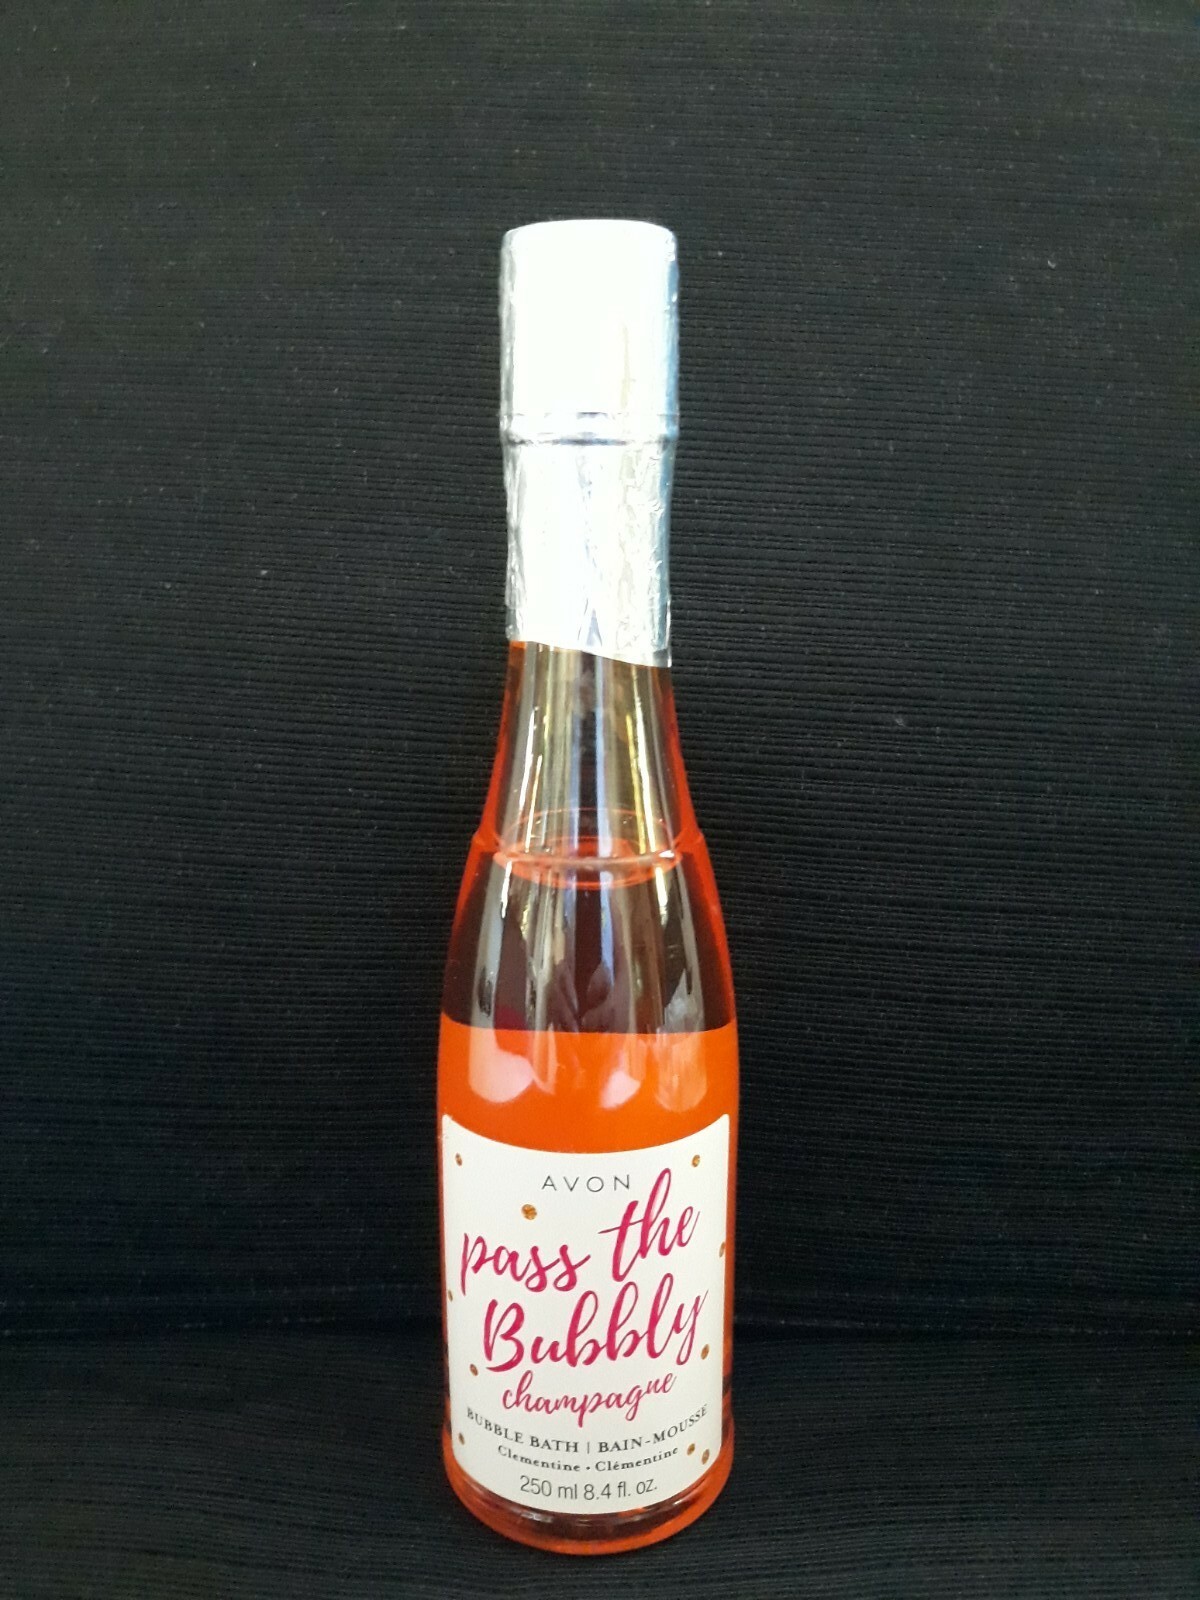 AVON
pass the
Bubbly
champagne
BUBBLE BATH | BAIN-MOUSSE
Clementine • Clémentine
250 ml 8.4 fl. oz.